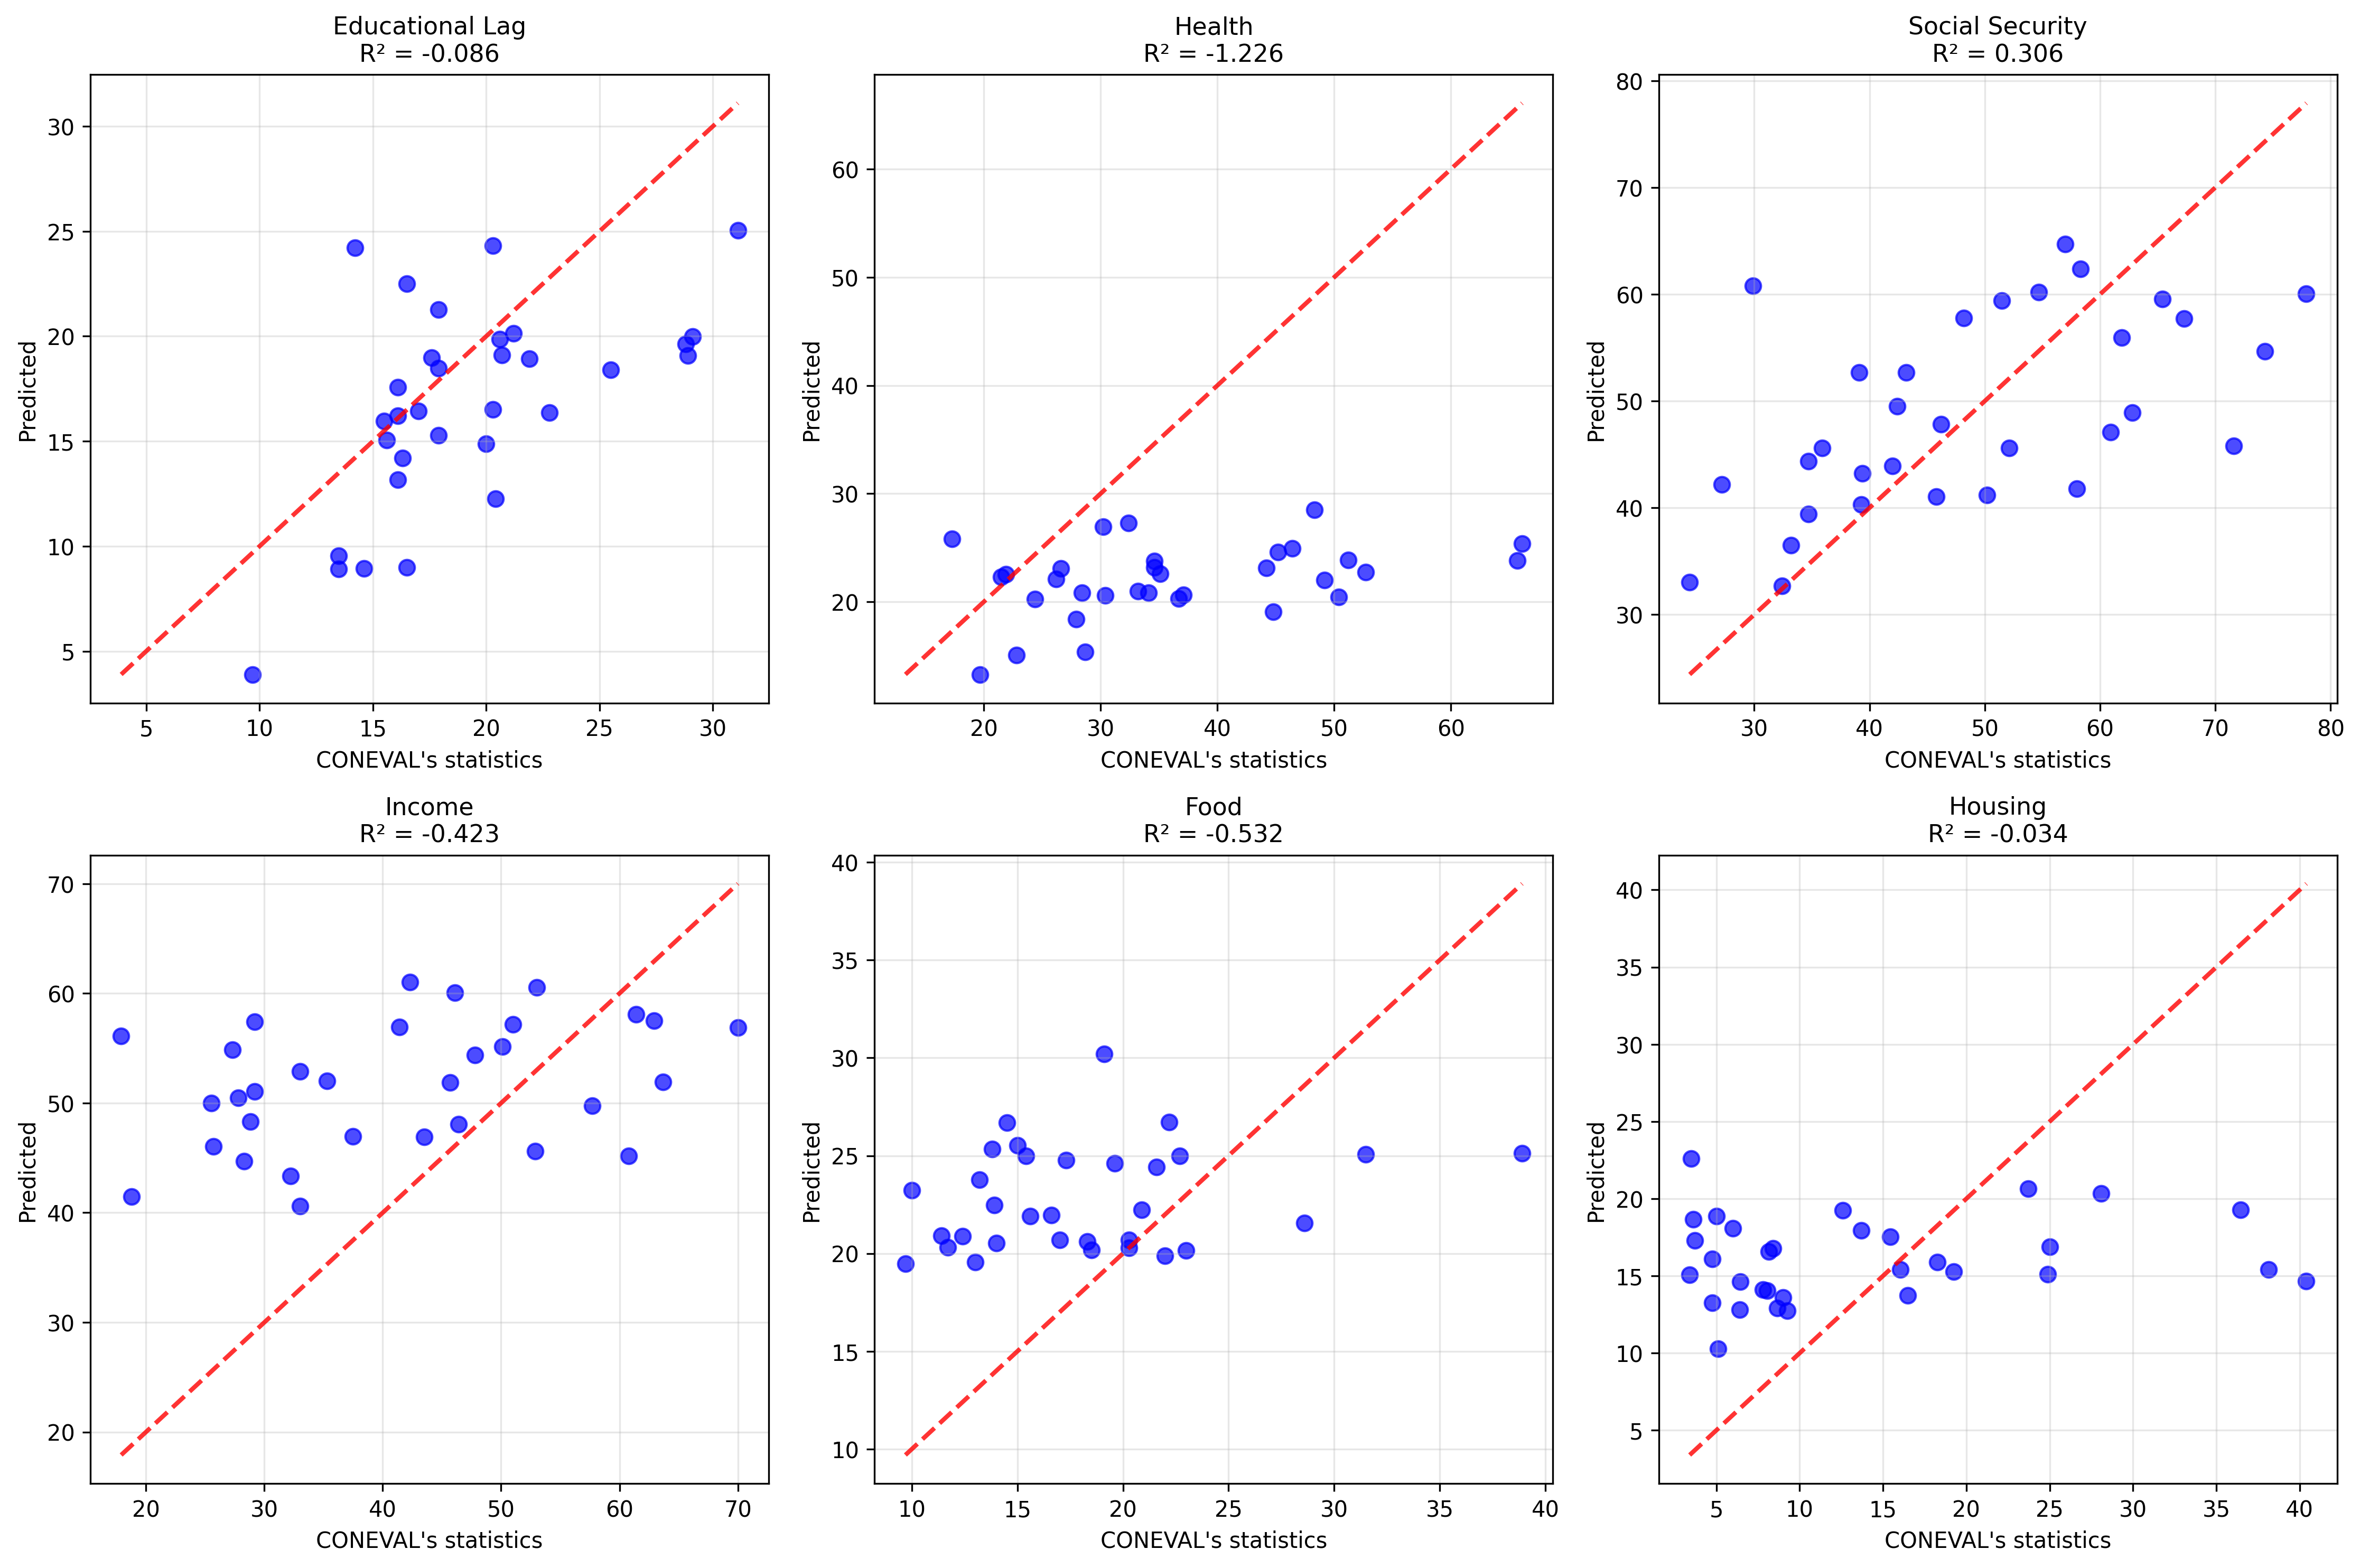 Educational Lag
R² = -0.086
30
25
20
15
10
5
Predicted
5 10 15 20 25 30
CONEVAL's statistics
Health
R² = -1.226
60
50
40
30
20
Predicted
20 30 40 50 60
CONEVAL's statistics
Social Security
R² = 0.306
80
70
60
50
40
30
Predicted
30 40 50 60 70 80
CONEVAL's statistics
Income
R² = -0.423
70
60
50
40
30
20
Predicted
20 30 40 50 60 70
CONEVAL's statistics
Food
R² = -0.532
40
35
30
25
20
15
10
Predicted
10 15 20 25 30 35 40
CONEVAL's statistics
Housing
R² = -0.034
40
35
30
25
20
15
10
5
Predicted
5 10 15 20 25 30 35 40
CONEVAL's statistics